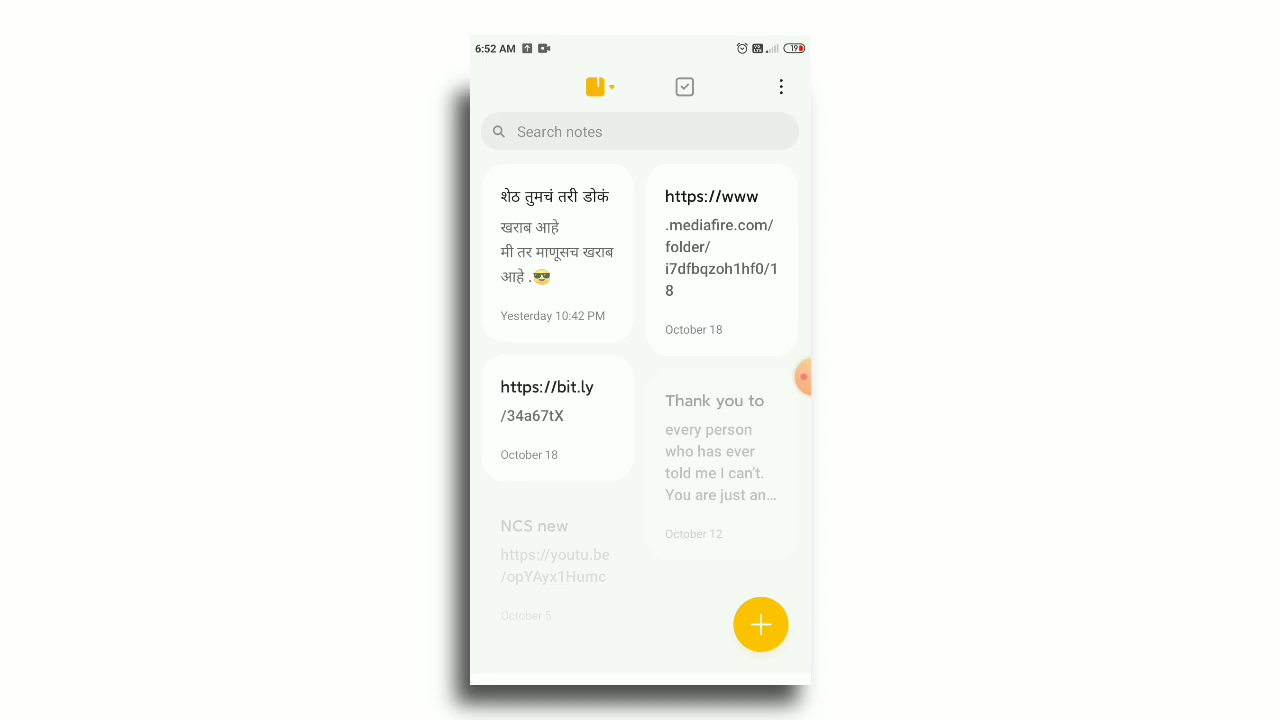 6:52 AM
19
Search notes
शेठ तुमचं तरी डोकं
खराब आहे
मी तर माणूसच खराब
आहे .😎
Yesterday 10:42 PM
https://www
.mediafire.com/
folder/
i7dfbqzoh1hf0/1
8
October 18
https://bit.ly
/34a67tX
October 18
Thank you to
every person
who has ever
told me I can't.
You are just an...
October 12
NCS new
https://youtu.be
/opYAyx1Humc
October 5